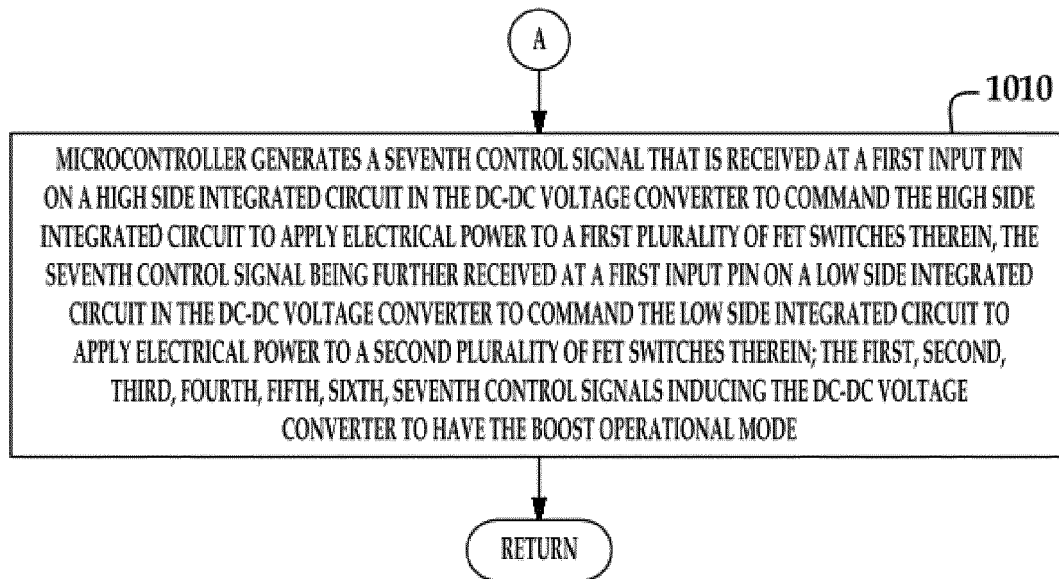 A
1010
MICROCONTROLLER GENERATES A SEVENTH CONTROL SIGNAL THAT IS RECEIVED AT A FIRST INPUT PIN
ON A HIGH SIDE INTEGRATED CIRCUIT IN THE DC-DC VOLTAGE CONVERTER TO COMMAND THE HIGH SIDE
INTEGRATED CIRCUIT TO APPLY ELECTRICAL POWER TO A FIRST PLURALITY OF FET SWITCHES THEREIN, THE
SEVENTH CONTROL SIGNAL BEING FURTHER RECEIVED AT A FIRST INPUT PIN ON A LOW SIDE INTEGRATED
CIRCUIT IN THE DC-DC VOLTAGE CONVERTER TO COMMAND THE LOW SIDE INTEGRATED CIRCUIT TO
APPLY ELECTRICAL POWER TO A SECOND PLURALITY OF FET SWITCHES THEREIN; THE FIRST, SECOND,
THIRD, FOURTH, FIFTH, SIXTH, SEVENTH CONTROL SIGNALS INDUCING THE DC-DC VOLTAGE
CONVERTER TO HAVE THE BOOST OPERATIONAL MODE
RETURN